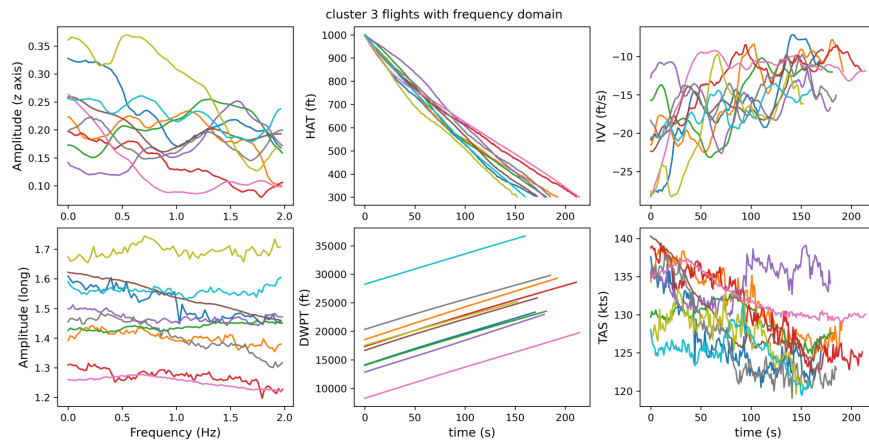 cluster 3 flights with frequency domain
Amplitude (z axis)
0.35
0.30
0.25
0.20
0.15
0.10
0.0 0.5 1.0 1.5 2.0
HAT (ft)
1000
900
800
700
600
500
400
300
0 50 100 150 200
IVV (ft/s)
−10
−15
−20
−25
0 50 100 150 200
Amplitude (long)
1.7
1.6
1.5
1.4
1.3
1.2
0.0 0.5 1.0 1.5 2.0
Frequency (Hz)
DWPT (ft)
35000
30000
25000
20000
15000
10000
0 50 100 150 200
time (s)
TAS (kts)
140
135
130
125
120
0 50 100 150 200
time (s)